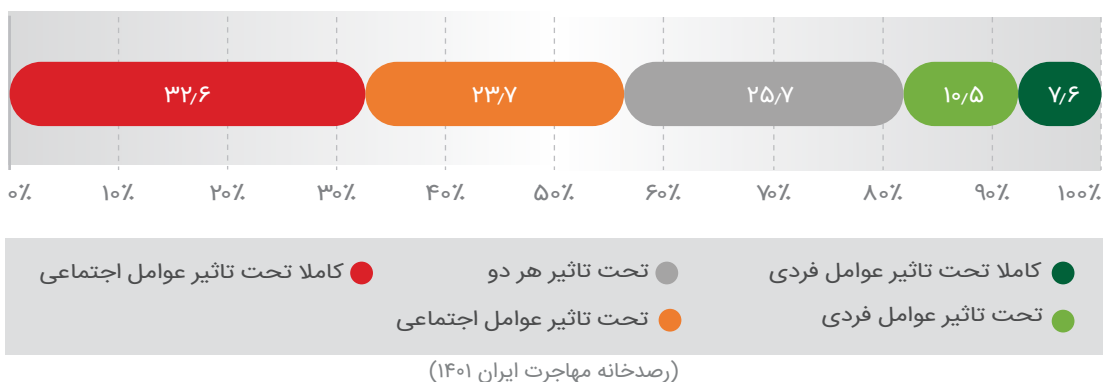 ۳۲٫۶ ۲۳٫۷ ۲۵٫۷ ۱۰٫۵ ۷٫۶
۰٪ ۱۰٪ ۲۰٪ ۳۰٪ ۴۰٪ ۵۰٪ ۶۰٪ ۷۰٪ ۸۰٪ ۹۰٪ ۱۰۰٪
کاملا تحت تاثیر عوامل فردی تحت تاثیر هر دو کاملا تحت تاثیر عوامل اجتماعی
تحت تاثیر عوامل فردی تحت تاثیر عوامل اجتماعی
(رصدخانه مهاجرت ایران ۱۴۰۱)